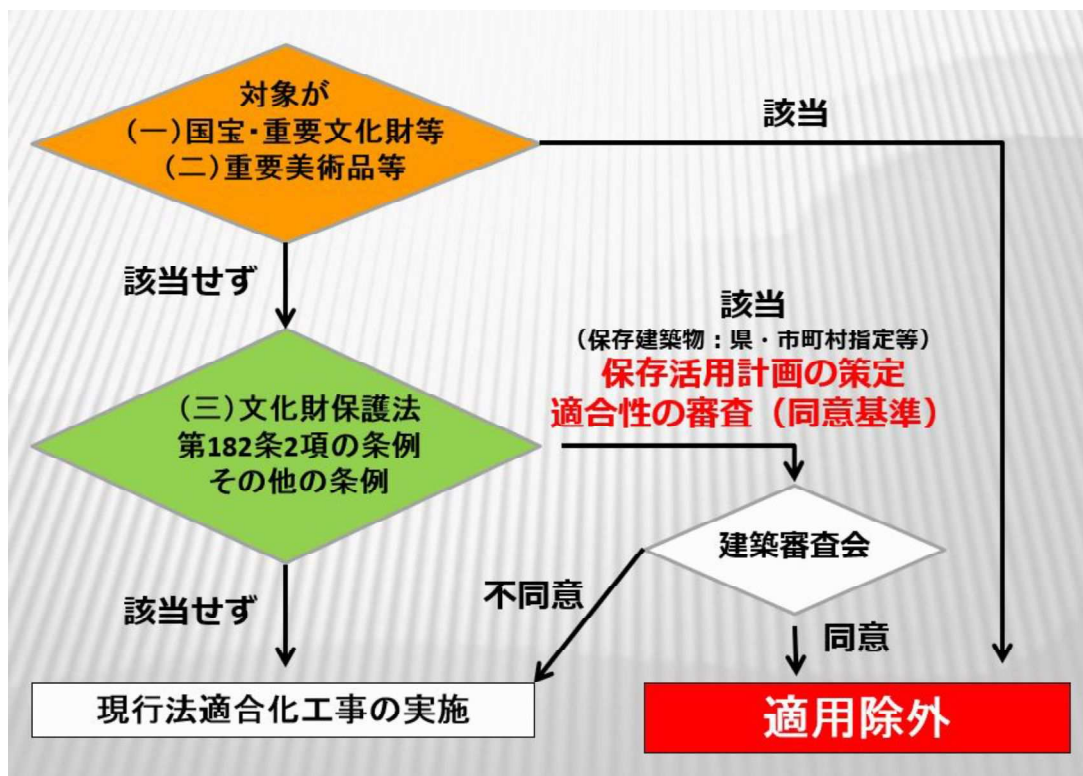 対象が
(一)国宝・重要文化財等
(二)重要美術品等
該当
該当せず
該当
（保存建築物：県・市町村指定等）
保存活用計画の策定
適合性の審査（同意基準）
(三)文化財保護法
第182条2項の条例
その他の条例
建築審査会
不同意
該当せず
同意
現行法適合化工事の実施
適用除外